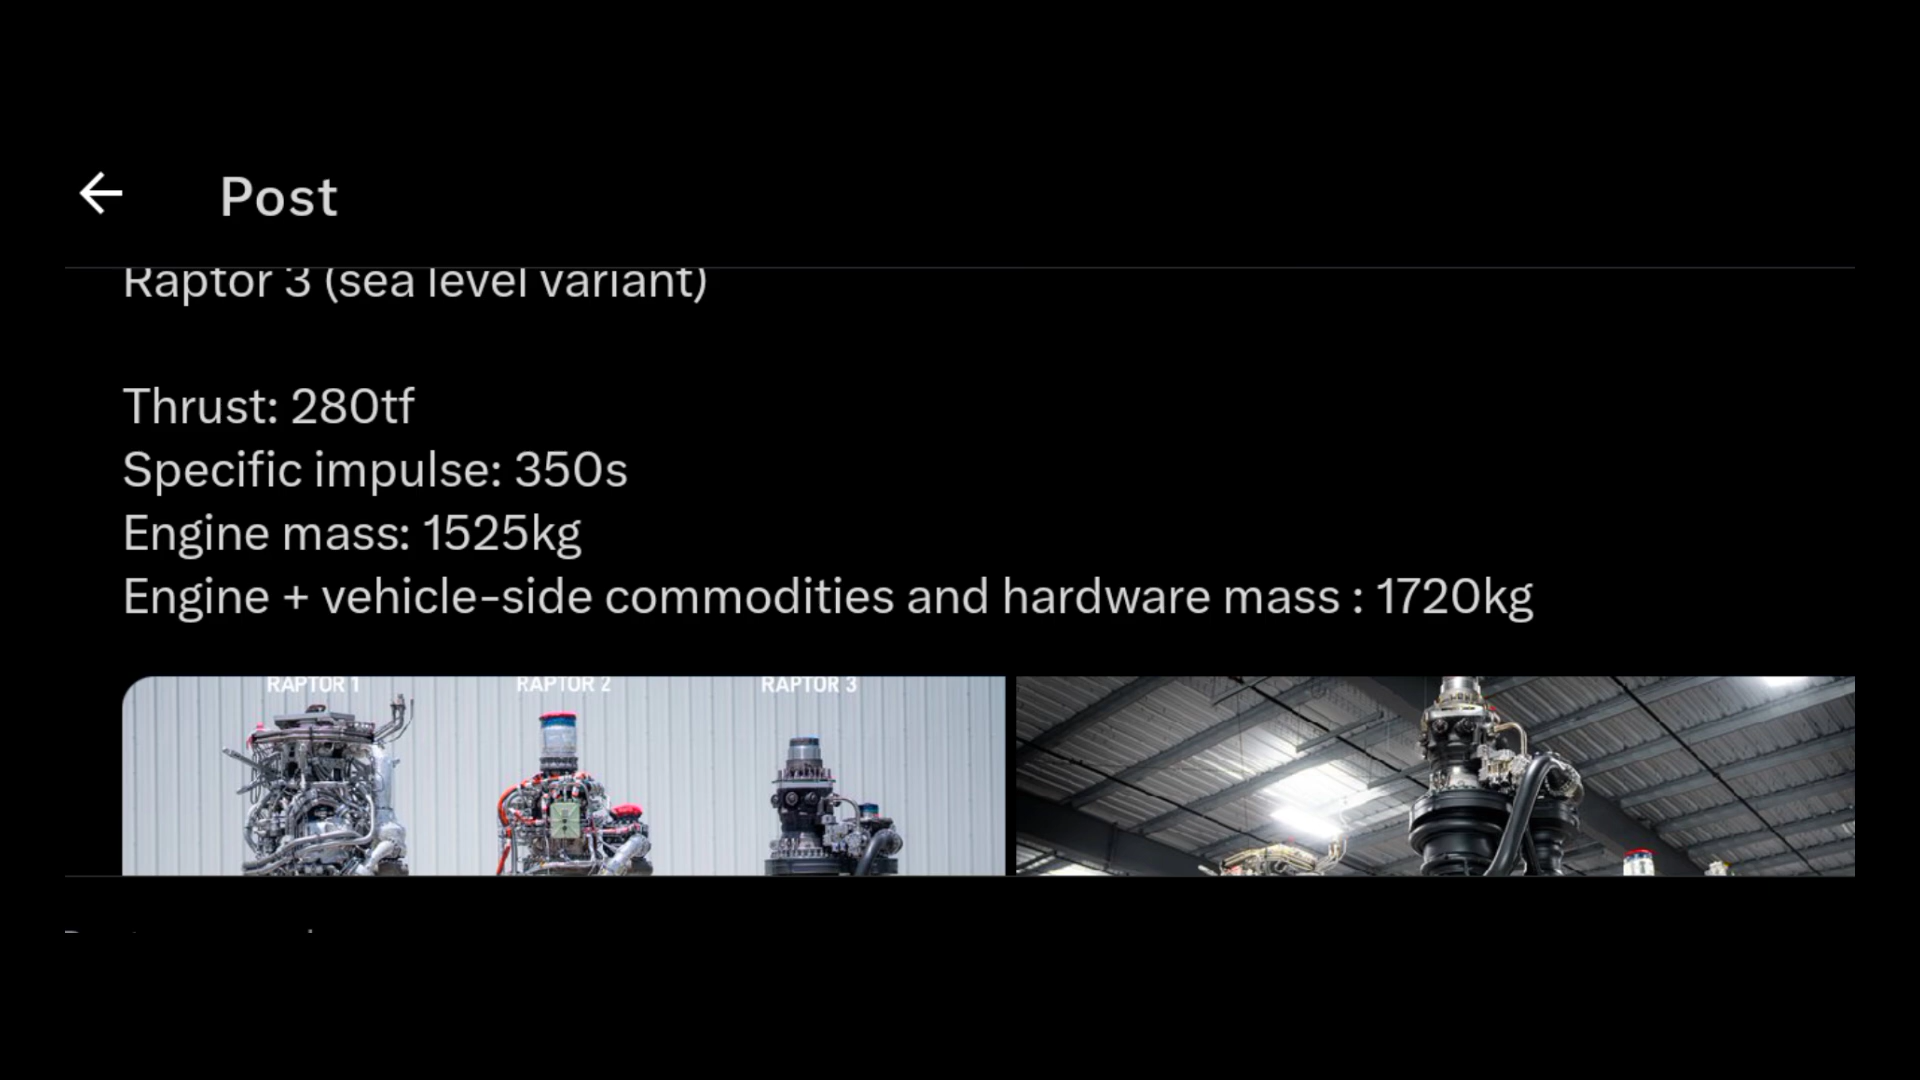 Post
Raptor 3 (sea level variant)
Thrust: 280tf
Specific impulse: 350s
Engine mass: 1525kg
Engine + vehicle-side commodities and hardware mass : 1720kg
RAPTOR 1
RAPTOR 2
RAPTOR 3